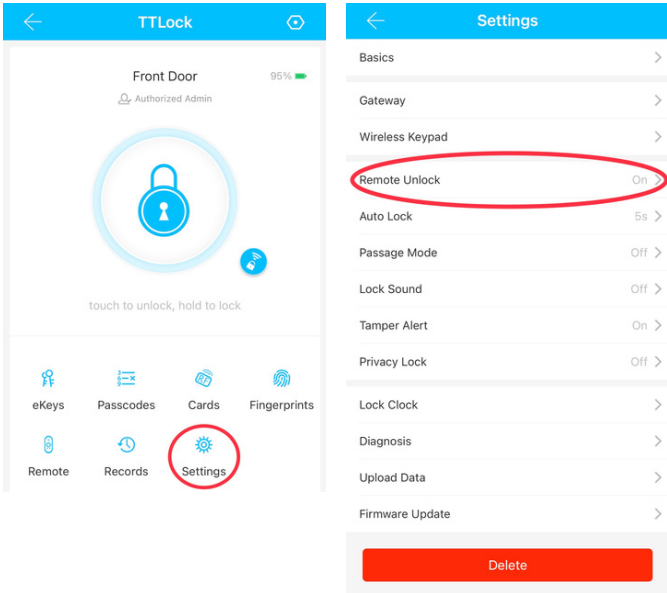 TTLock
Front Door
95%
Authorized Admin
touch to unlock, hold to lock
eKeys Passcodes Cards Fingerprints
Remote Records Settings
Settings
Basics
Gateway
Wireless Keypad
Remote Unlock On
Auto Lock 5s
Passage Mode Off
Lock Sound Off
Tamper Alert On
Privacy Lock Off
Lock Clock
Diagnosis
Upload Data
Firmware Update
Delete